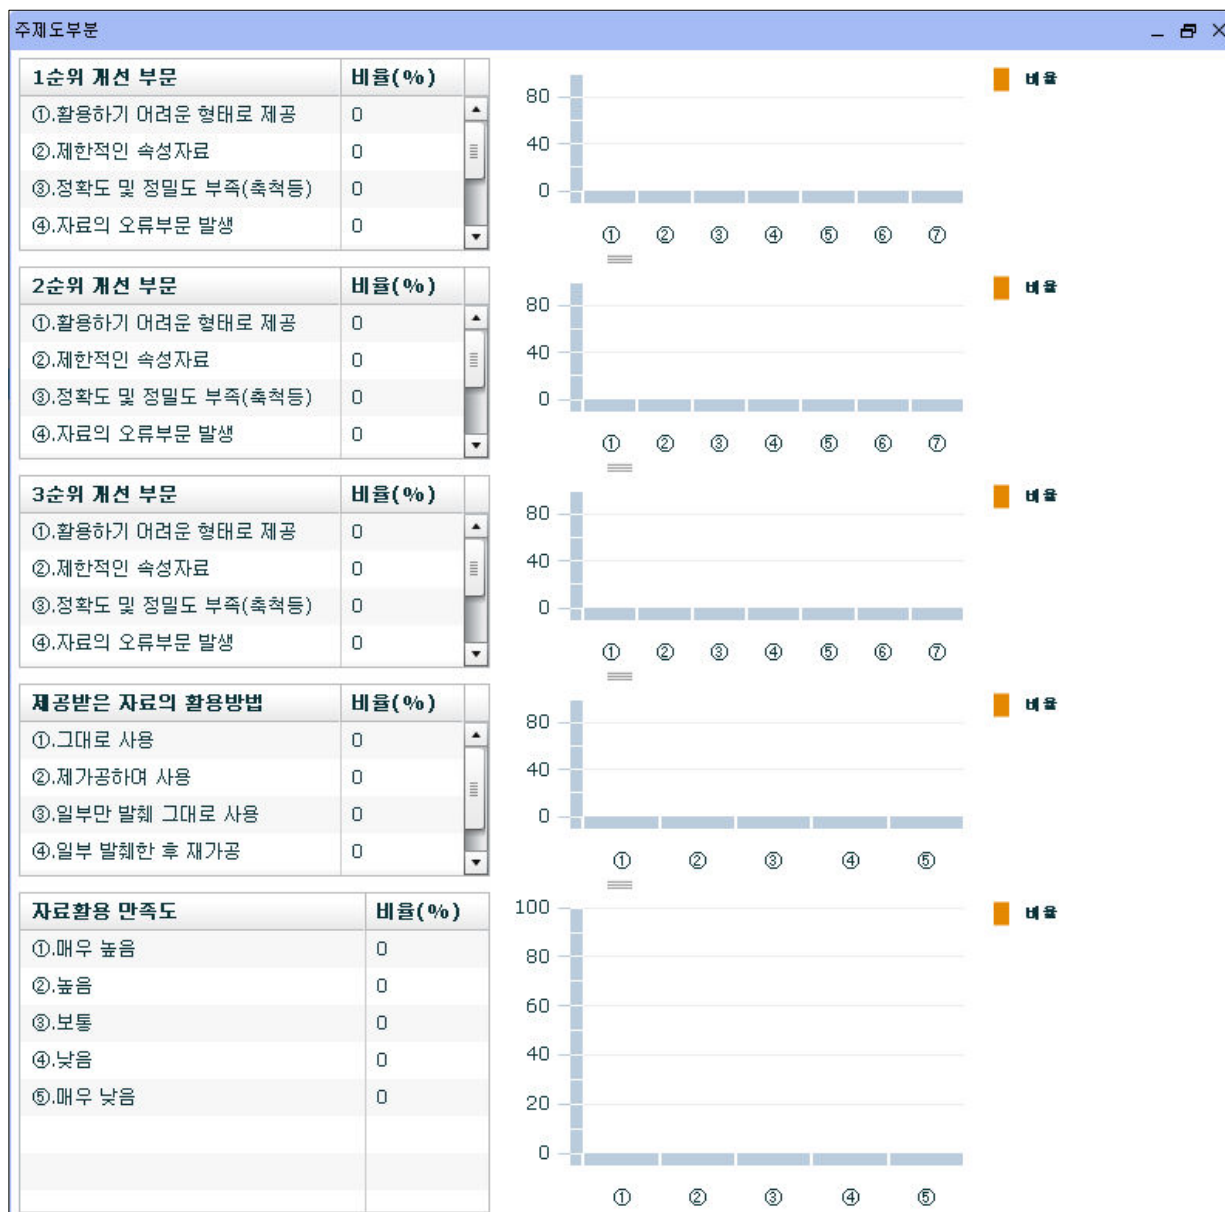 주제도부분
1순위 개선 부문 비율(%)
①.활용하기 어려운 형태로 제공 0
②.제한적인 속성자료 0
③.정확도 및 정밀도 부족(축척등) 0
④.자료의 오류부문 발생 0
80
40
0
① ② ③ ④ ⑤ ⑥ ⑦
비율
2순위 개선 부문 비율(%)
①.활용하기 어려운 형태로 제공 0
②.제한적인 속성자료 0
③.정확도 및 정밀도 부족(축척등) 0
④.자료의 오류부문 발생 0
80
40
0
① ② ③ ④ ⑤ ⑥ ⑦
비율
3순위 개선 부문 비율(%)
①.활용하기 어려운 형태로 제공 0
②.제한적인 속성자료 0
③.정확도 및 정밀도 부족(축척등) 0
④.자료의 오류부문 발생 0
80
40
0
① ② ③ ④ ⑤ ⑥ ⑦
비율
제공받은 자료의 활용방법 비율(%)
①.그대로 사용 0
②.제가공하여 사용 0
③.일부만 발췌 그대로 사용 0
④.일부 발췌한 후 재가공 0
80
40
0
① ② ③ ④ ⑤
비율
자료활용 만족도 비율(%)
①.매우 높음 0
②.높음 0
③.보통 0
④.낮음 0
⑤.매우 낮음 0
100
80
60
40
20
0
① ② ③ ④ ⑤
비율